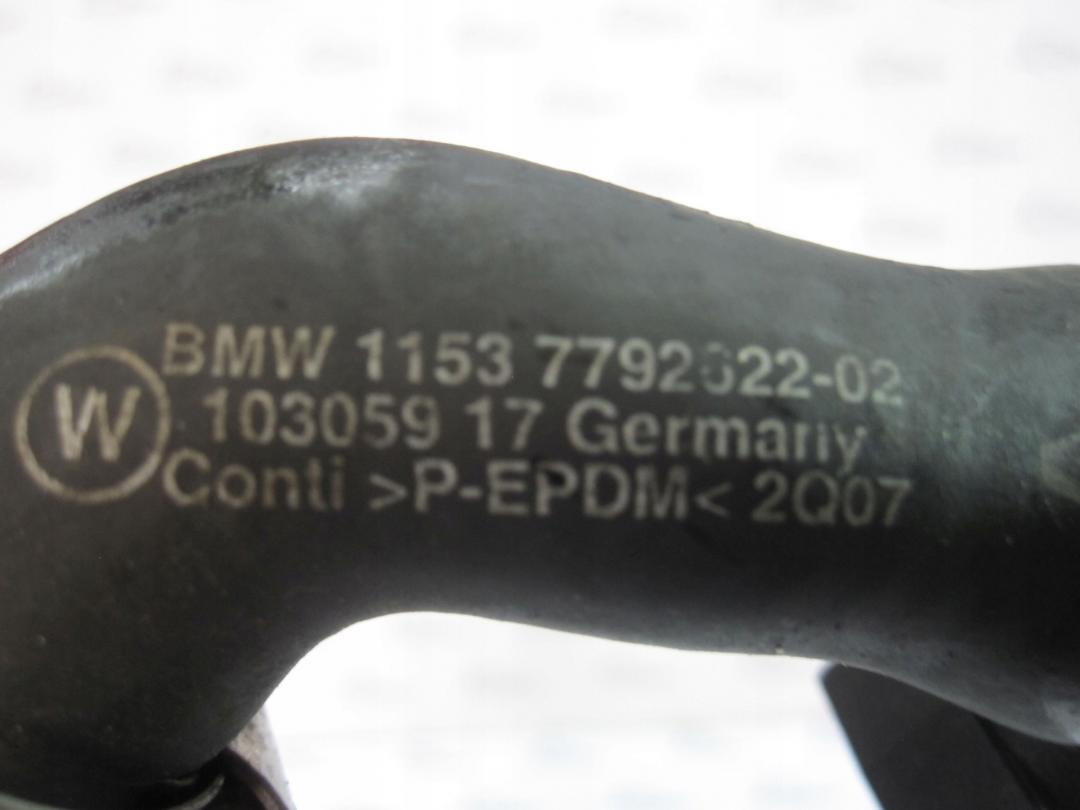 W
BMW 1153
103059 17 Germany
Conti >P-EPDM< 2Q07